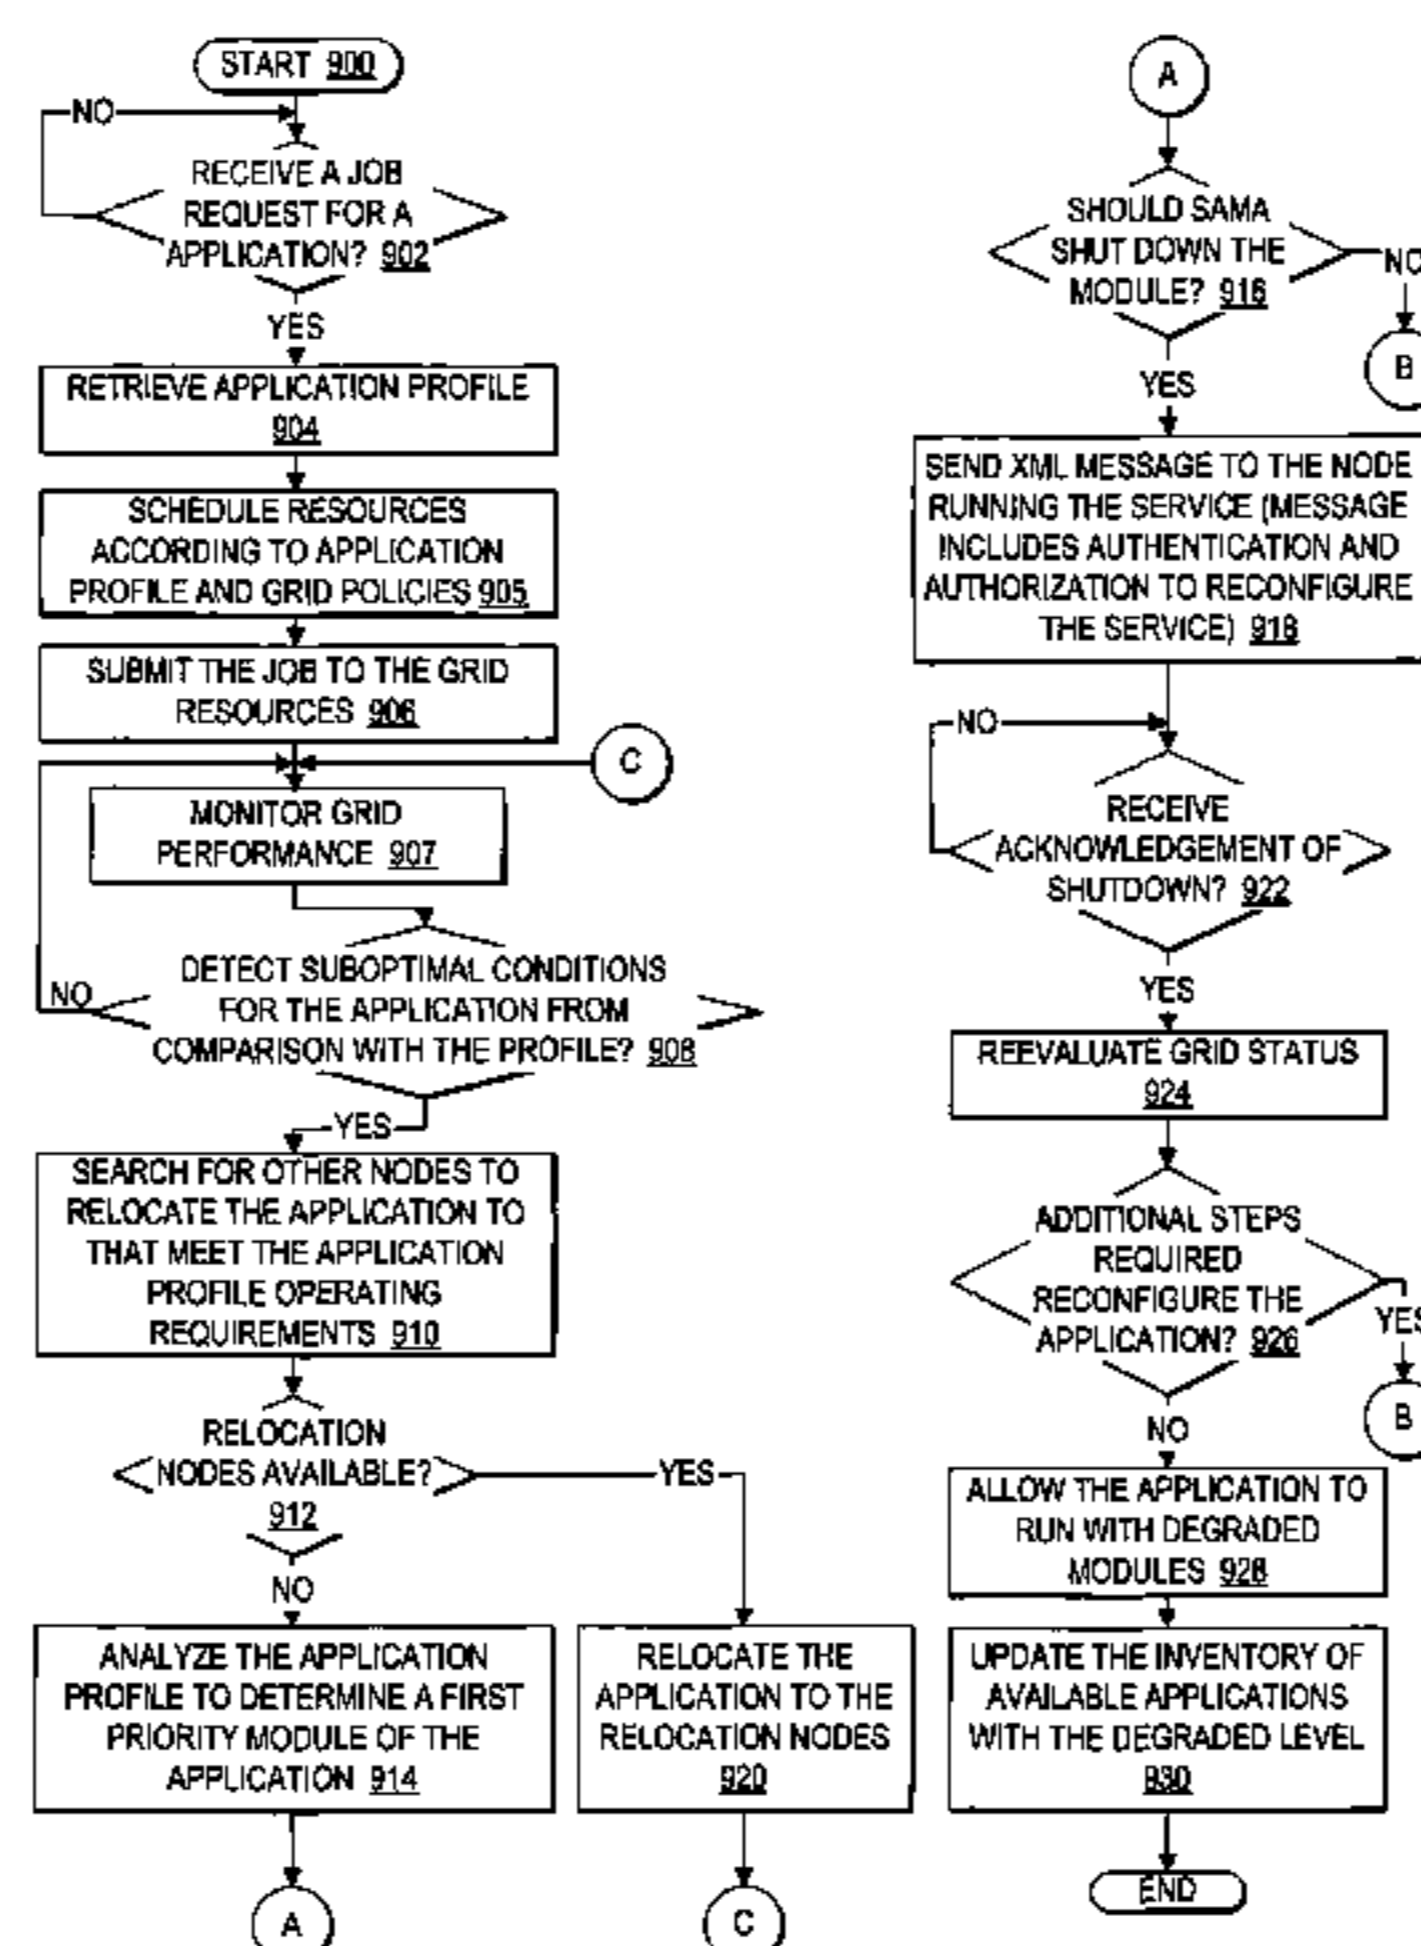 START 900
NO
RECEIVE A JOB
REQUEST FOR A
APPLICATION? 902
YES
RETRIEVE APPLICATION PROFILE
904
SCHEDULE RESOURCES
ACCORDING TO APPLICATION
PROFILE AND GRID POLICIES 905
SUBMIT THE JOB TO THE GRID
RESOURCES 906
C
MONITOR GRID
PERFORMANCE 907
DETECT SUBOPTIMAL CONDITIONS
FOR THE APPLICATION FROM
COMPARISON WITH THE PROFILE? 908
NO
YES
SEARCH FOR OTHER NODES TO
RELOCATE THE APPLICATION TO
THAT MEET THE APPLICATION
PROFILE OPERATING
REQUIREMENTS 910
RELOCATION
NODES AVAILABLE?
912
YES
NO
ANALYZE THE APPLICATION
PROFILE TO DETERMINE A FIRST
PRIORITY MODULE OF THE
APPLICATION 914
A
RELOCATE THE
APPLICATION TO THE
RELOCATION NODES
920
C
A
SHOULD SAMA
SHUT DOWN THE
MODULE? 916
NO
B
YES
SEND XML MESSAGE TO THE NODE
RUNNING THE SERVICE (MESSAGE
INCLUDES AUTHENTICATION AND
AUTHORIZATION TO RECONFIGURE
THE SERVICE) 918
NO
RECEIVE
ACKNOWLEDGEMENT OF
SHUTDOWN? 922
YES
REEVALUATE GRID STATUS
924
ADDITIONAL STEPS
REQUIRED
RECONFIGURE THE
APPLICATION? 926
YES
B
NO
ALLOW THE APPLICATION TO
RUN WITH DEGRADED
MODULES 928
UPDATE THE INVENTORY OF
AVAILABLE APPLICATIONS
WITH THE DEGRADED LEVEL
930
END